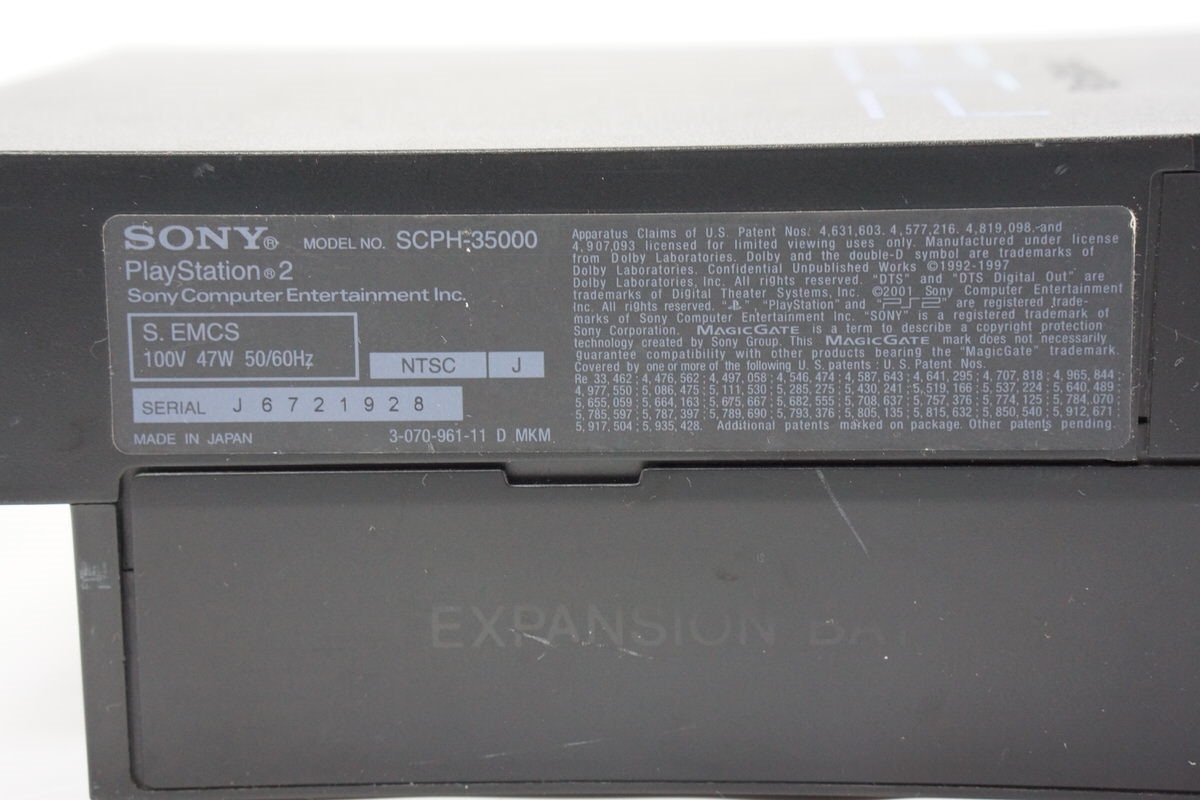 SONY® MODEL NO. SCPH-35000
PlayStation®2
Sony Computer Entertainment Inc.
S. EMCS
100V 47W 50/60Hz
NTSC J
SERIAL J6721928
MADE IN JAPAN 3-070-961-11 D MKM
Apparatus Claims of U.S. Patent Nos. 4,631,603. 4,577,216. 4,819,098. and
4,907,093 licensed for limited viewing uses only. Manufactured under license
from Dolby Laboratories. Dolby and the double-D symbol are trademarks of
Dolby Laboratories. Confidential Unpublished Works ©1992-1997
Dolby Laboratories, Inc. All rights reserved. "DTS" and "DTS Digital Out" are
trademarks of Digital Theater Systems, Inc. ©2001 Sony Computer Entertainment
Inc. All rights reserved. "", "PlayStation" and "PS2" are registered trade-
marks of Sony Computer Entertainment Inc. "SONY" is a registered trademark of
Sony Corporation. MAGICGATE is a term to describe a copyright protection
technology created by Sony Group. This MAGICGATE mark does not necessarily
guarantee compatibility with other products bearing the "MagicGate" trademark.
Covered by one or more of the following U.S. patents : U.S. Patent Nos.
Re 33,462 ; 4,476,562 ; 4,497,058 ; 4,546,474 ; 4,587,643 ; 4,641,295 ; 4,707,818 ; 4,965,844 ;
4,977,550 ; 5,086,475 ; 5,111,530 ; 5,285,275 ; 5,430,241 ; 5,519,166 ; 5,537,224 ; 5,640,489 ;
5,655,059 ; 5,664,163 ; 5,675,667 ; 5,682,555 ; 5,708,637 ; 5,757,376 ; 5,774,125 ; 5,784,070 ;
5,785,597 ; 5,787,397 ; 5,789,690 ; 5,793,376 ; 5,805,135 ; 5,815,632 ; 5,850,540 ; 5,912,671 ;
5,917,504 ; 5,935,428. Additional patents marked on package. Other patents pending.
EXPANSION BAY